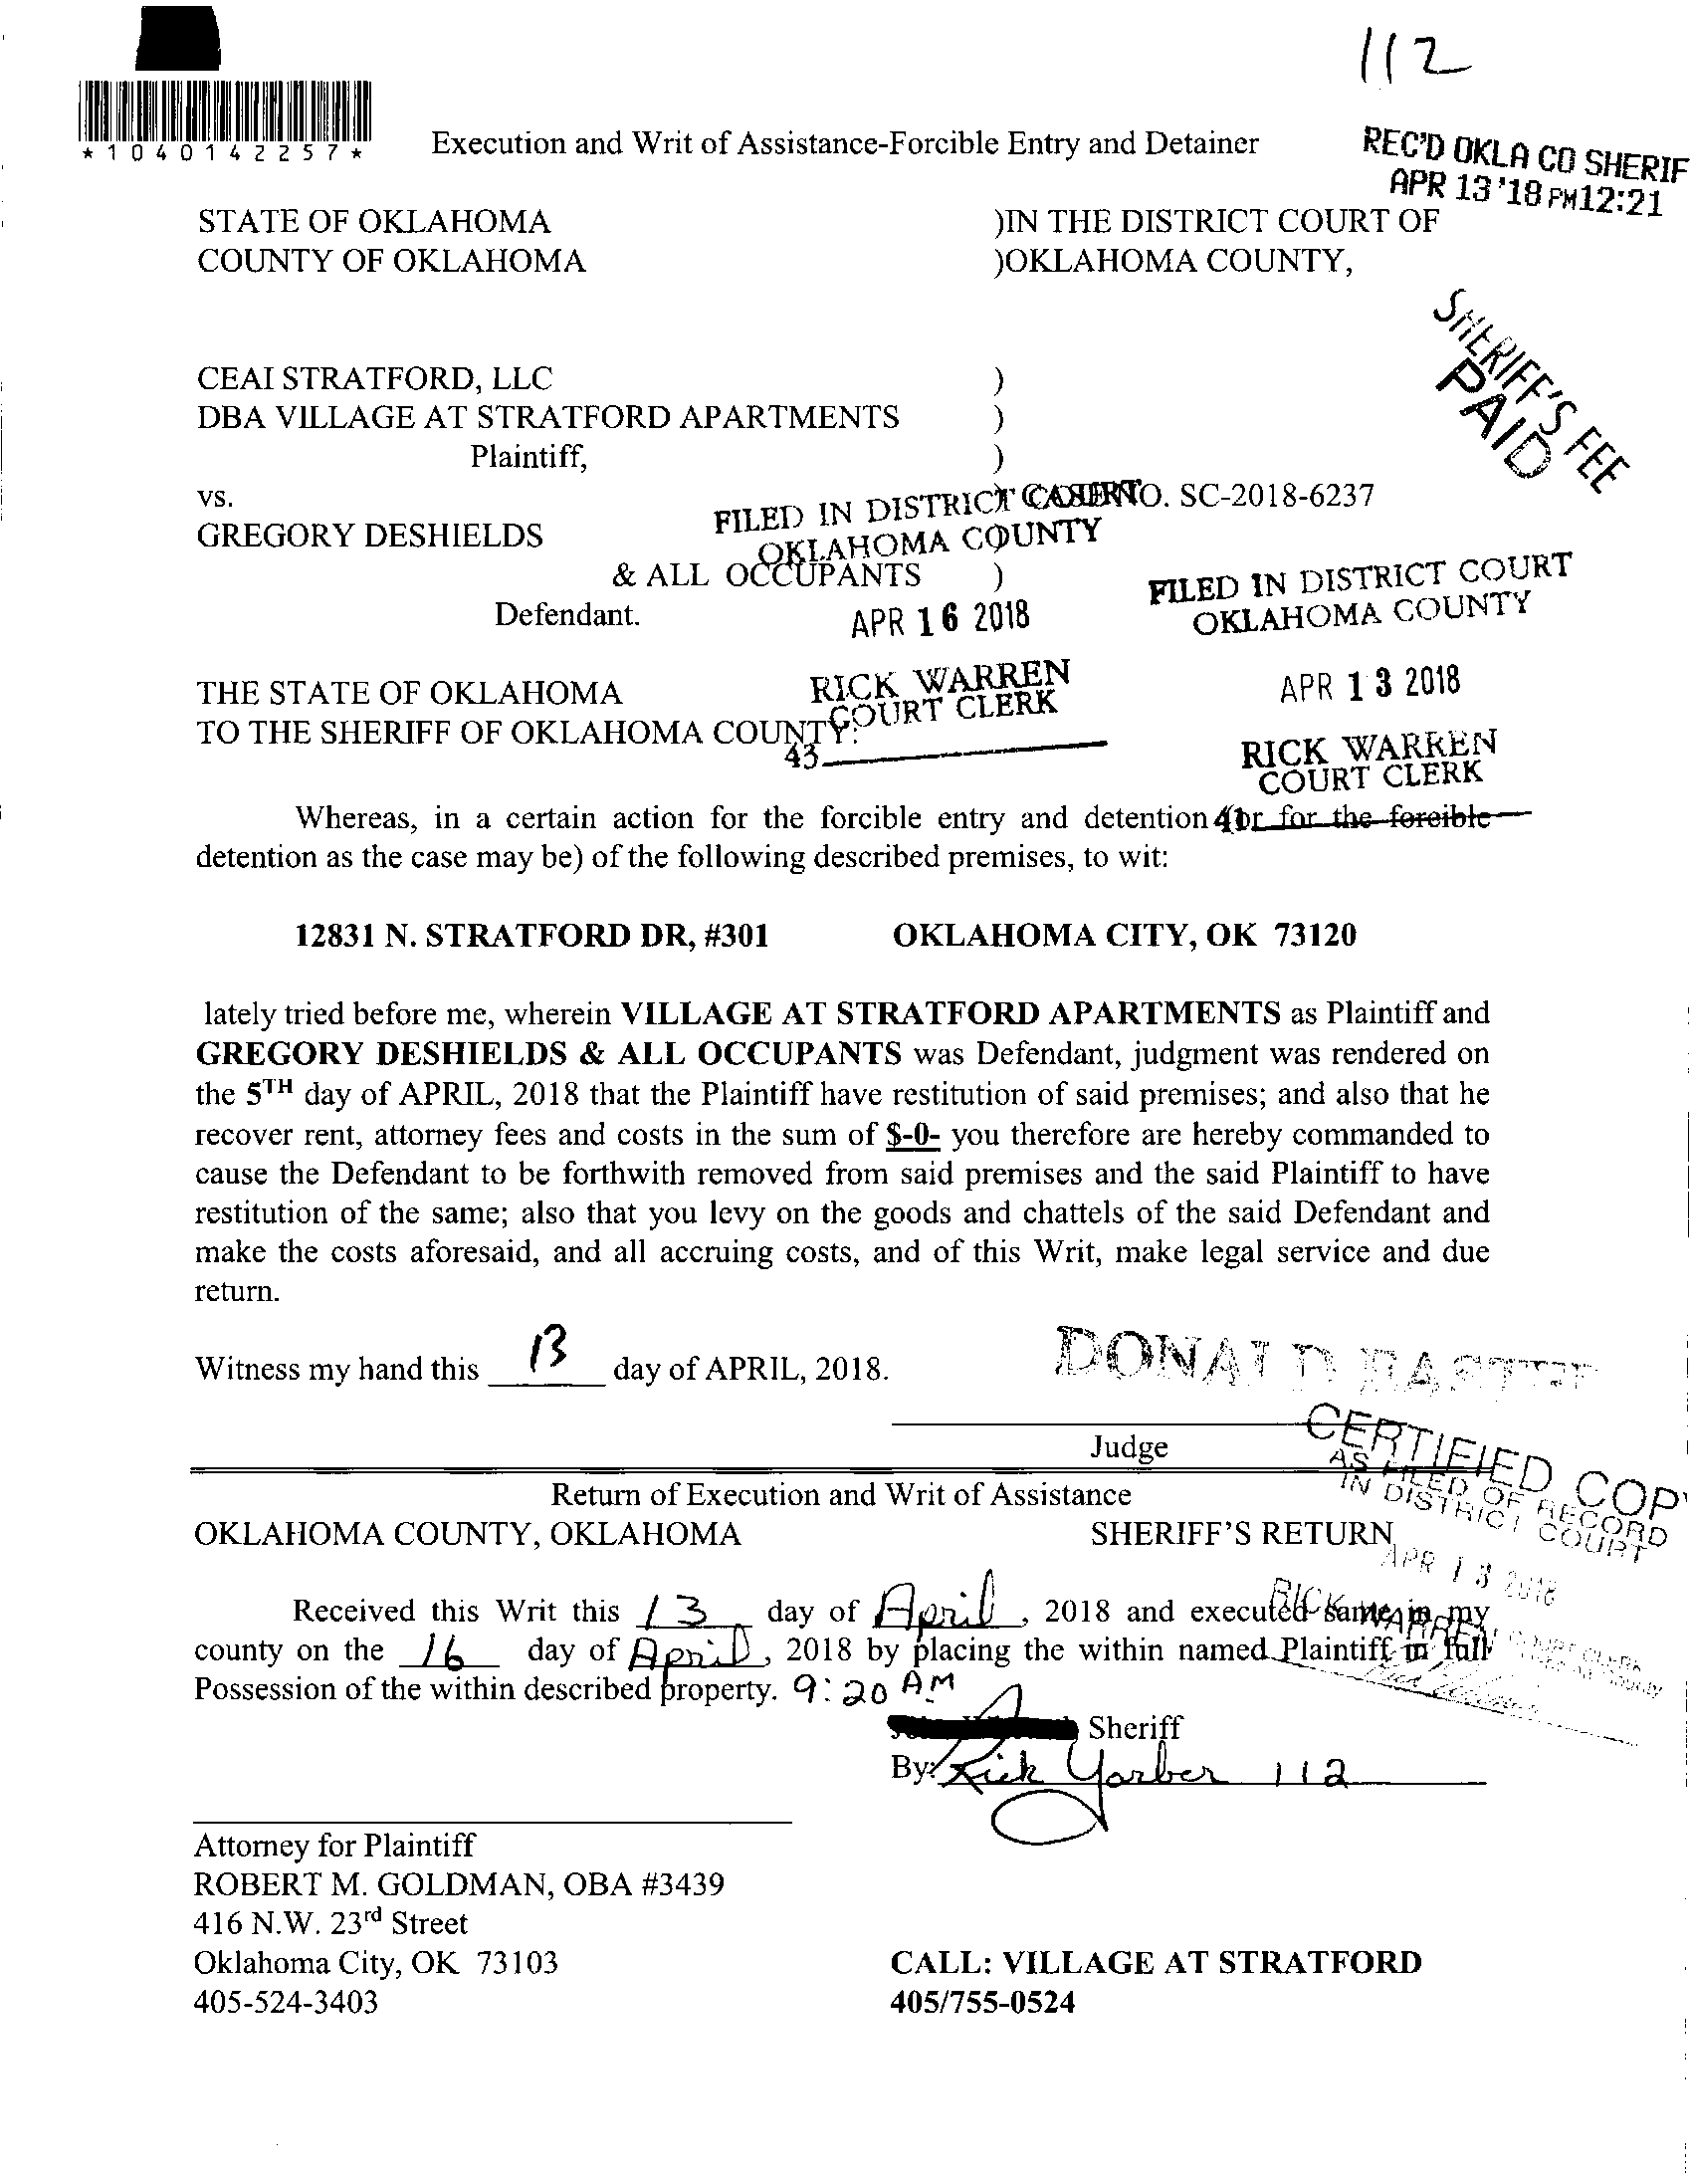 112
*1040142257*
Execution and Writ of Assistance-Forcible Entry and Detainer
REC'D OKLA CO SHERIF
APR 13'18 PM12:21
STATE OF OKLAHOMA )IN THE DISTRICT COURT OF
COUNTY OF OKLAHOMA )OKLAHOMA COUNTY,
SHERIFF'S FEE
PAID
CEAI STRATFORD, LLC )
DBA VILLAGE AT STRATFORD APARTMENTS )
Plaintiff, )
vs. ) CASE NO. SC-2018-6237
FILED IN DISTRICT COURT
OKLAHOMA COUNTY
GREGORY DESHIELDS )
& ALL OCCUPANTS )
FILED IN DISTRICT COURT
OKLAHOMA COUNTY
Defendant.
APR 16 2018
APR 13 2018
RICK WARREN
COURT CLERK
THE STATE OF OKLAHOMA
TO THE SHERIFF OF OKLAHOMA COUNTY:
43
RICK WARREN
COURT CLERK
41
Whereas, in a certain action for the forcible entry and detention (or for the forcible
detention as the case may be) of the following described premises, to wit:
12831 N. STRATFORD DR, #301 OKLAHOMA CITY, OK 73120
lately tried before me, wherein VILLAGE AT STRATFORD APARTMENTS as Plaintiff and
GREGORY DESHIELDS & ALL OCCUPANTS was Defendant, judgment was rendered on
the 5TH day of APRIL, 2018 that the Plaintiff have restitution of said premises; and also that he
recover rent, attorney fees and costs in the sum of $-0- you therefore are hereby commanded to
cause the Defendant to be forthwith removed from said premises and the said Plaintiff to have
restitution of the same; also that you levy on the goods and chattels of the said Defendant and
make the costs aforesaid, and all accruing costs, and of this Writ, make legal service and due
return.
Witness my hand this 13 day of APRIL, 2018.
DONALD EASTER
Judge
CERTIFIED COPY
AS FILED OF RECORD
IN DISTRICT COURT
APR 13 2018
RICK WARREN COURT CLERK
Return of Execution and Writ of Assistance
OKLAHOMA COUNTY, OKLAHOMA SHERIFF'S RETURN
Received this Writ this 13 day of April, 2018 and executed same in my
county on the 16 day of April, 2018 by placing the within named Plaintiff in full
Possession of the within described property. 9:20 AM
Sheriff
By: Rick Yarber 112
Attorney for Plaintiff
ROBERT M. GOLDMAN, OBA #3439
416 N.W. 23rd Street
Oklahoma City, OK 73103 CALL: VILLAGE AT STRATFORD
405-524-3403 405/755-0524